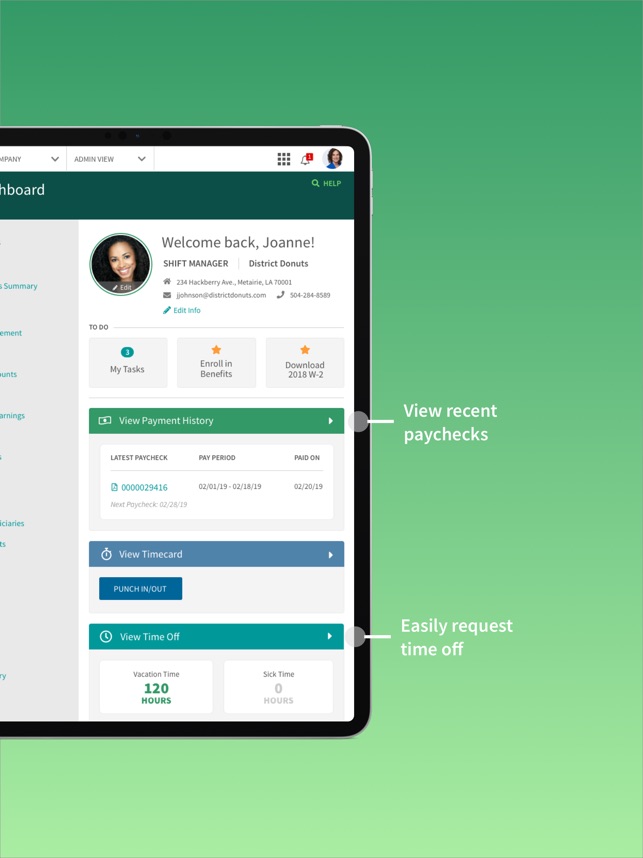 MPANY
ADMIN VIEW
1
hboard
HELP
s Summary
ement
ounts
arnings
s
iciaries
ts
ry
Edit
Welcome back, Joanne!
SHIFT MANAGER District Donuts
234 Hackberry Ave., Metairie, LA 70001
jjohnson@districtdonuts.com 504-284-8589
Edit Info
TO DO
3
My Tasks
Enroll in
Benefits
Download
2018 W-2
View Payment History
LATEST PAYCHECK PAY PERIOD PAID ON
0000029416 02/01/19 - 02/18/19 02/20/19
Next Paycheck: 02/28/19
View Timecard
PUNCH IN/OUT
View Time Off
Vacation Time
120
HOURS
Sick Time
0
HOURS
View recent
paychecks
Easily request
time off